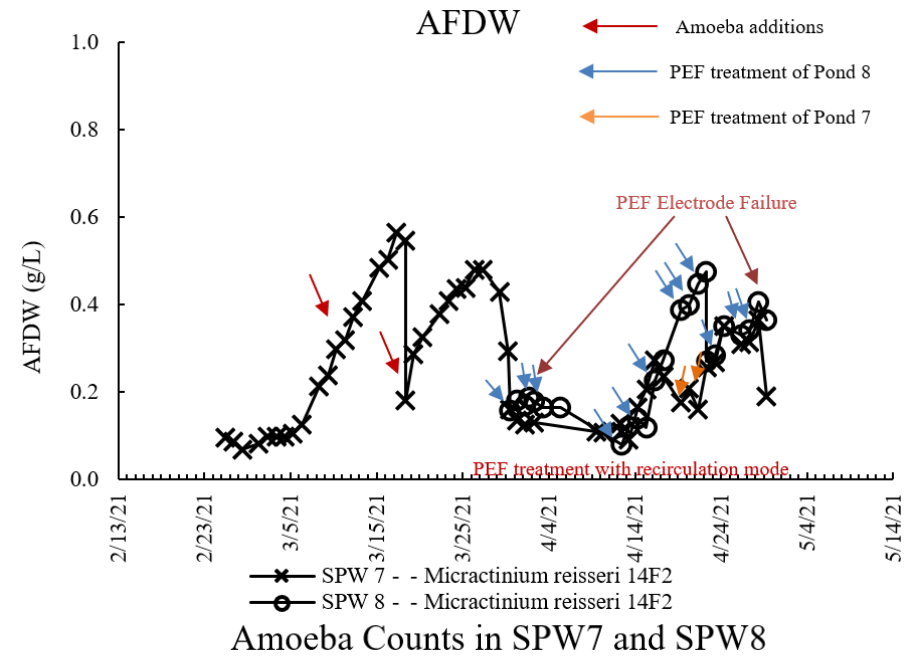 AFDW
Amoeba additions
PEF treatment of Pond 8
PEF treatment of Pond 7
PEF Electrode Failure
AFDW (g/L)
1.0
0.8
0.6
0.4
0.2
0.0
PEF treatment with recirculation mode
2/13/21
2/23/21
3/5/21
3/15/21
3/25/21
4/4/21
4/14/21
4/24/21
5/4/21
5/14/21
SPW 7 - - Micractinium reisseri 14F2
SPW 8 - - Micractinium reisseri 14F2
Amoeba Counts in SPW7 and SPW8